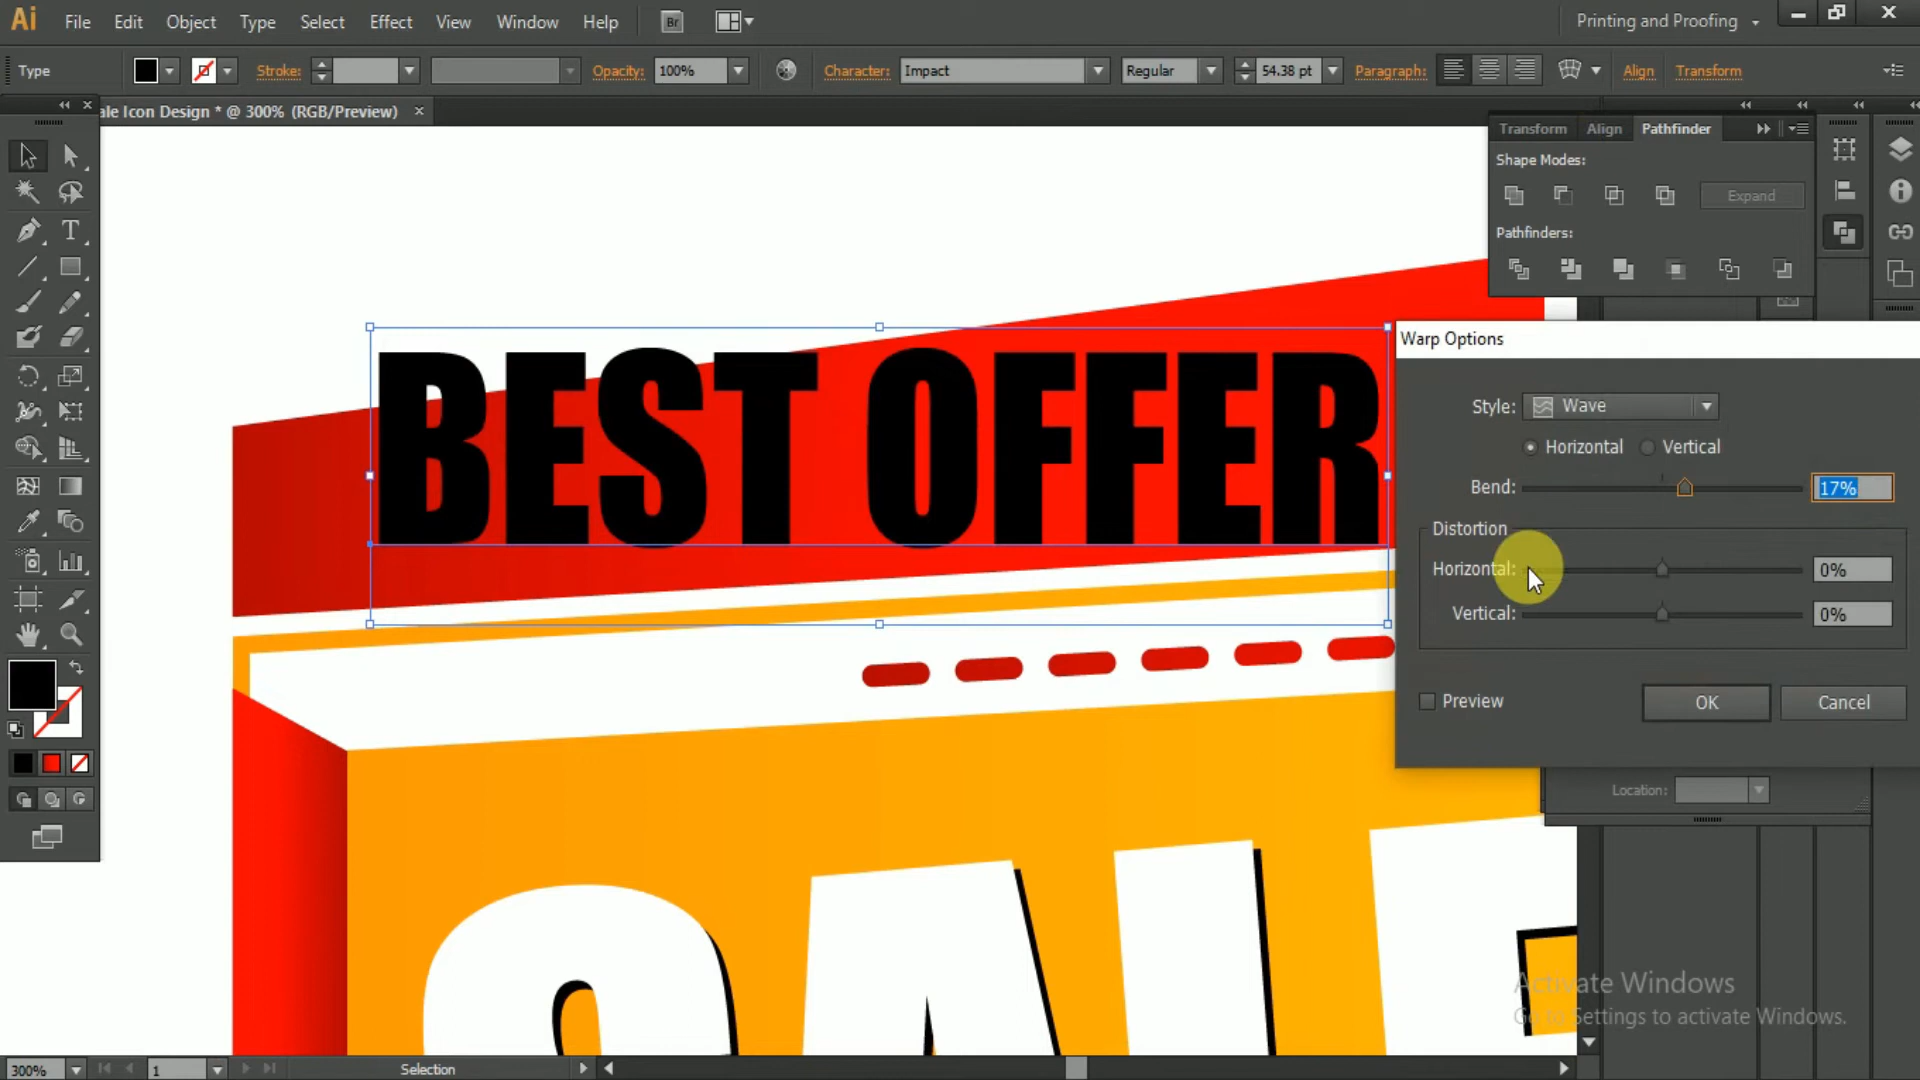 Ai File Edit Object Type Select Effect View Window Help Br Printing and Proofing
Type Stroke: Opacity: 100% Character: Impact Regular 54.38 pt Paragraph: Align Transform
ale Icon Design * @ 300% (RGB/Preview)
Transform Align Pathfinder
Shape Modes:
Expand
Pathfinders:
BEST OFFER
Warp Options
Style: Wave
Horizontal Vertical
Bend: 17%
Distortion
Horizontal: 0%
Vertical: 0%
Preview OK Cancel
Location:
SALE
Activate Windows
Go to Settings to activate Windows.
300% 1 Selection